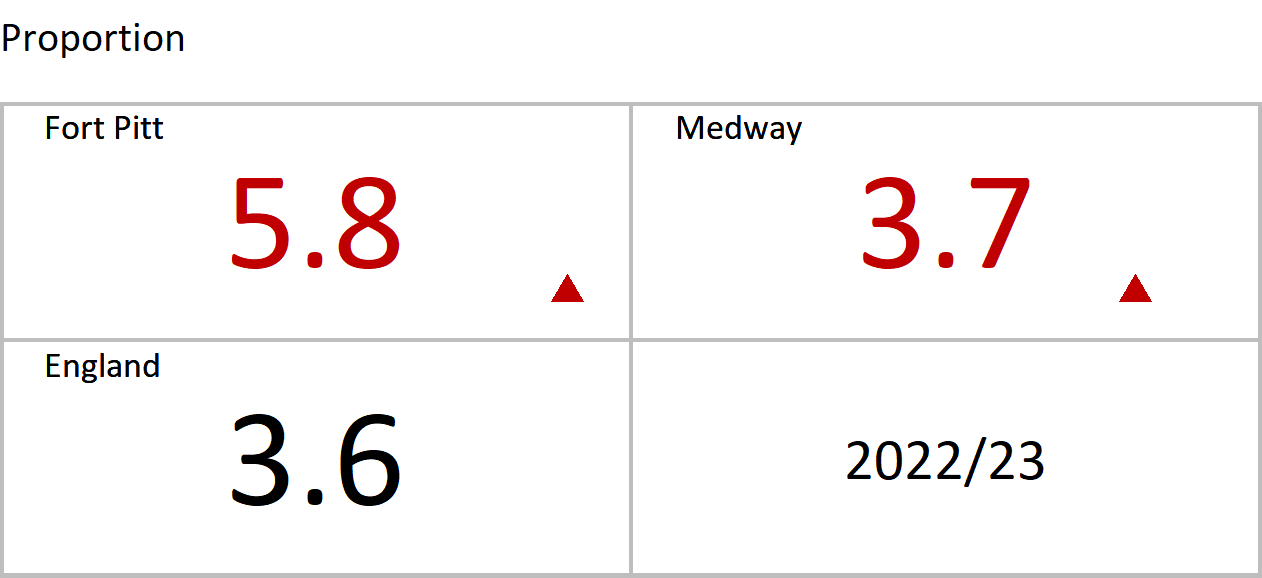 Proportion
Fort Pitt
5.8
Medway
3.7
England
3.6
2022/23